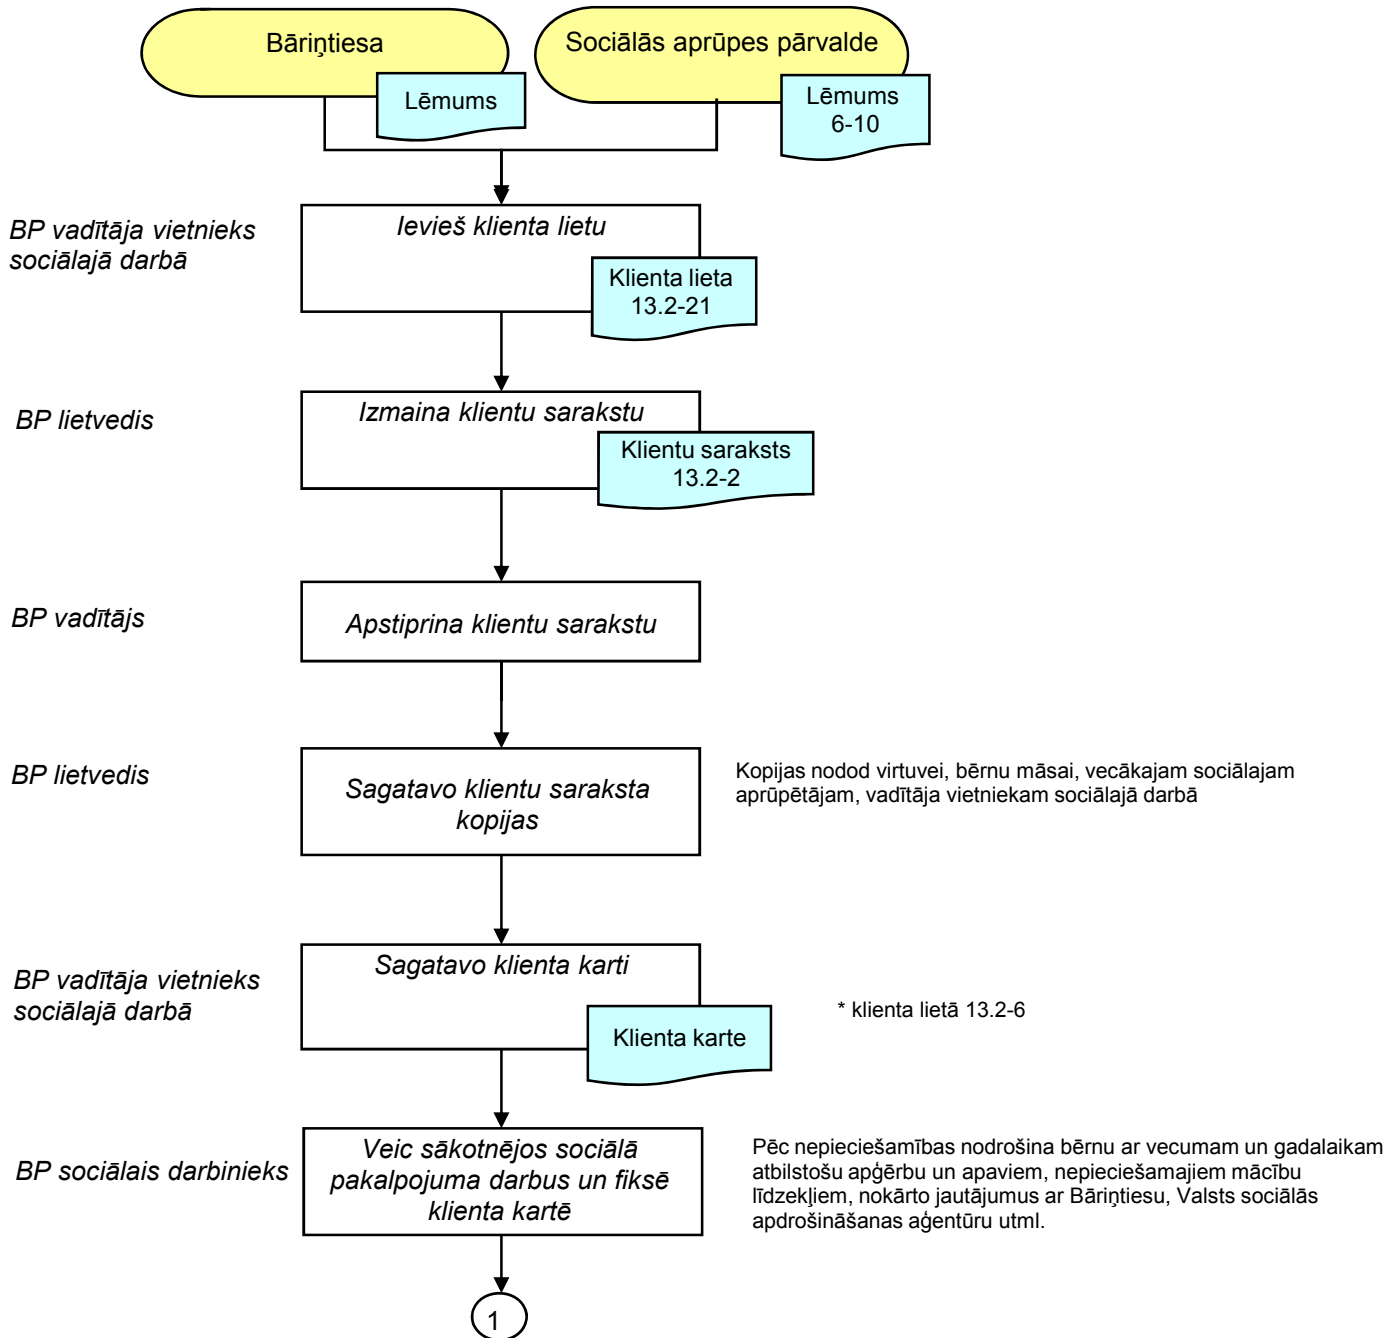 Bāriņtiesa
Lēmums
Sociālās aprūpes pārvalde
Lēmums
6-10
BP vadītāja vietnieks
sociālajā darbā
Ievieš klienta lietu
Klienta lieta
13.2-21
BP lietvedis
Izmaina klientu sarakstu
Klientu saraksts
13.2-2
BP vadītājs
Apstiprina klientu sarakstu
BP lietvedis
Sagatavo klientu saraksta
kopijas
Kopijas nodod virtuvei, bērnu māsai, vecākajam sociālajam
aprūpētājam, vadītāja vietniekam sociālajā darbā
BP vadītāja vietnieks
sociālajā darbā
Sagatavo klienta karti
Klienta karte
* klienta lietā 13.2-6
BP sociālais darbinieks
Veic sākotnējos sociālā
pakalpojuma darbus un fiksē
klienta kartē
Pēc nepieciešamības nodrošina bērnu ar vecumam un gadalaikam
atbilstošu apģērbu un apaviem, nepieciešamajiem mācību
līdzekļiem, nokārto jautājumus ar Bāriņtiesu, Valsts sociālās
apdrošināšanas aģentūru utml.
1